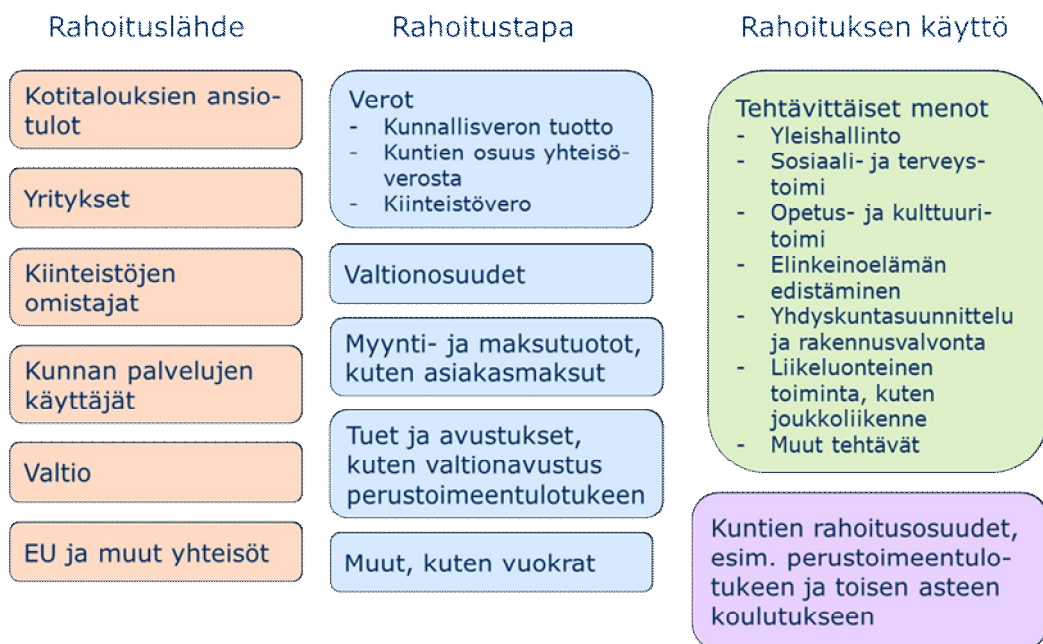 Rahoituslähde
Kotitalouksien ansio-
tulot
Yritykset
Kiinteistöjen
omistajat
Kunnan palvelujen
käyttäjät
Valtio
EU ja muut yhteisöt
Rahoitustapa
Verot
- Kunnallisveron tuotto
- Kuntien osuus yhteisö-
verosta
- Kiinteistövero
Valtionosuudet
Myynti- ja maksutuotot,
kuten asiakasmaksut
Tuet ja avustukset,
kuten valtionavustus
perustoimeentulotukeen
Muut, kuten vuokrat
Rahoituksen käyttö
Tehtävittäiset menot
- Yleishallinto
- Sosiaali- ja terveys-
toimi
- Opetus- ja kulttuuri-
toimi
- Elinkeinoelämän
edistäminen
- Yhdyskuntasuunnittelu
ja rakennusvalvonta
- Liikeluonteinen
toiminta, kuten
joukkoliikenne
- Muut tehtävät
Kuntien rahoitusosuudet,
esim. perustoimeentulo-
tukeen ja toisen asteen
koulutukseen